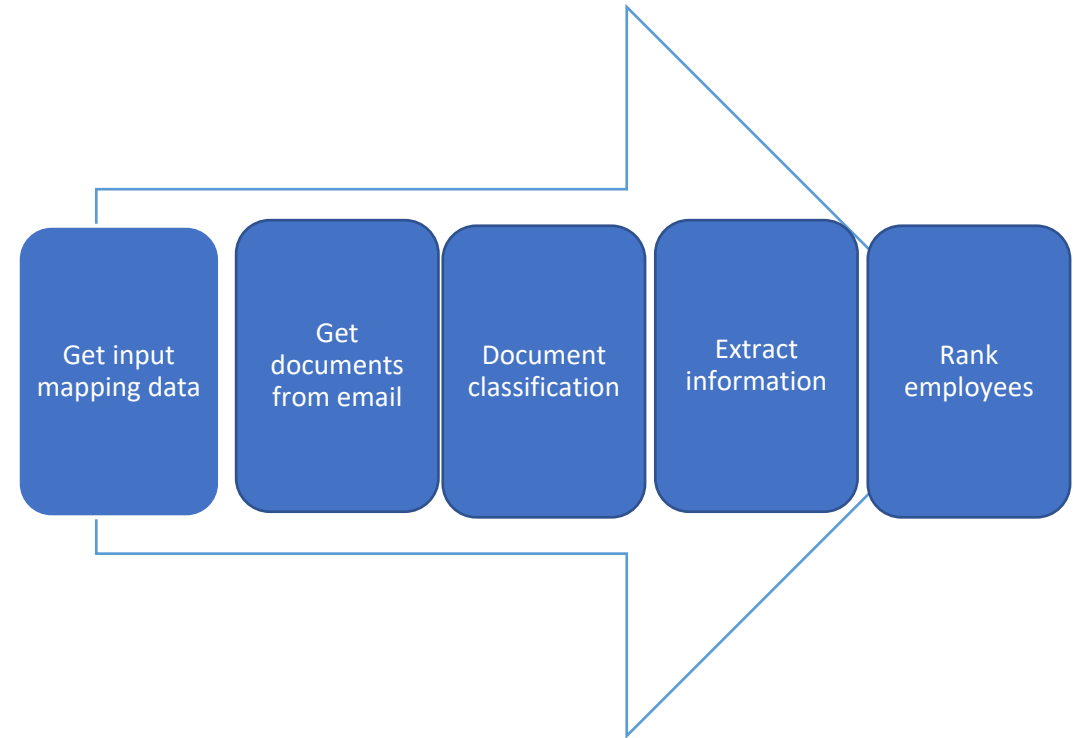 Get input
mapping data
Get
documents
from email
Document
classification
Extract
information
Rank
employees